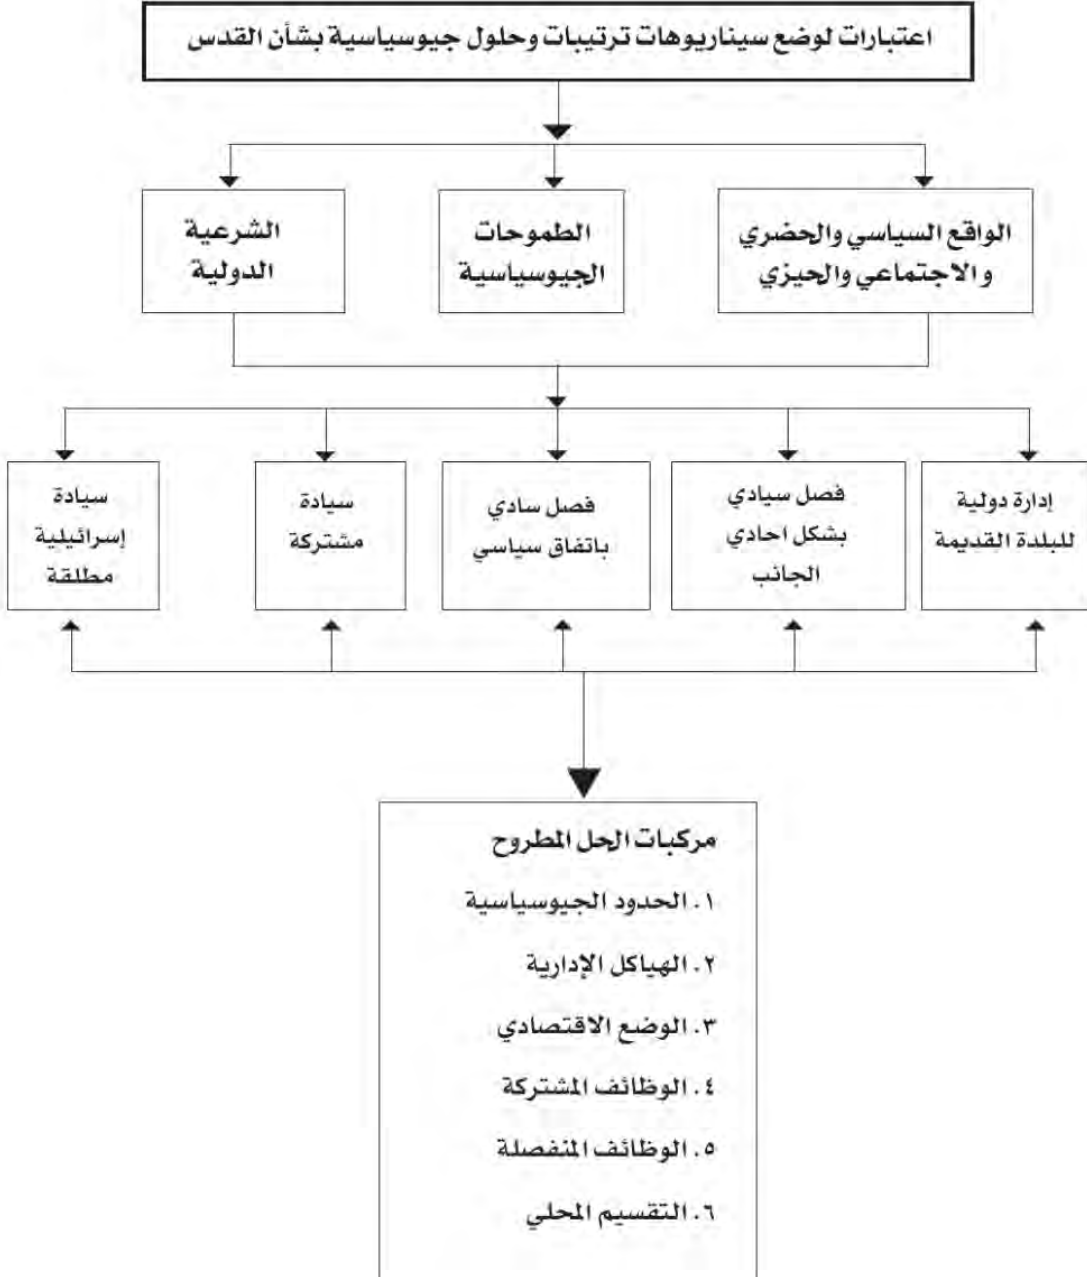 اعتبارات لوضع سيناريوهات ترتيبات وحلول جيوسياسية بشأن القدس
الواقع السياسي والحضري
والاجتماعي والحيزي
الطموحات
الجيوسياسية
الشرعية
الدولية
إدارة دولية
للبلدة القديمة
فصل سيادي
بشكل احادي
الجانب
فصل سادي
باتفاق سياسي
سيادة
مشتركة
سيادة
إسرائيلية
مطلقة
مركبات الحل المطروح
١. الحدود الجيوسياسية
٢. الهياكل الإدارية
٣. الوضع الاقتصادي
٤. الوظائف المشتركة
٥. الوظائف المنفصلة
٦. التقسيم المحلي